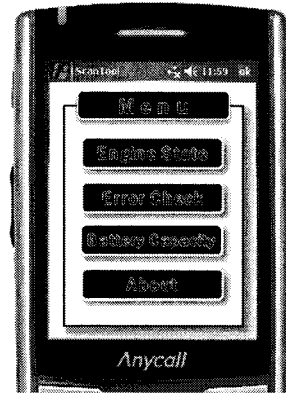 ScanTool 11:59 ok
Menu
Engine State
Error Check
Battery Capacity
About
Anycall